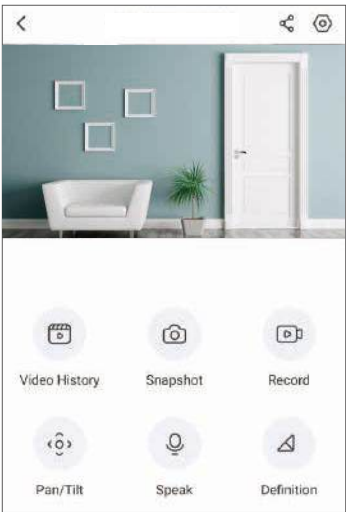 Video History
Snapshot
Record
Pan/Tilt
Speak
Definition